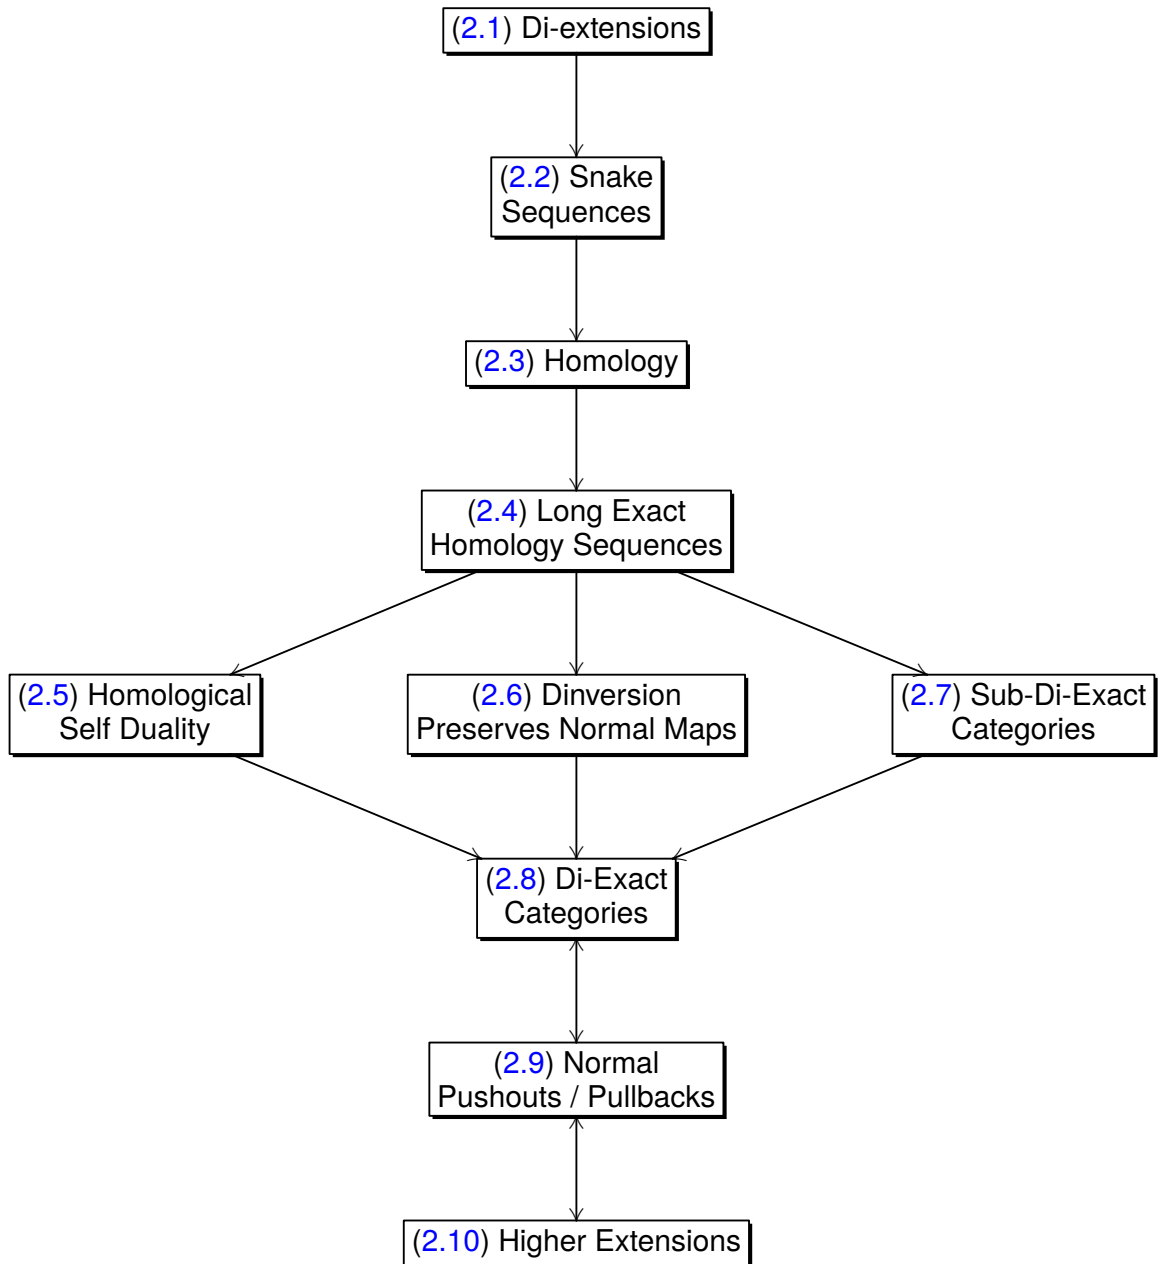 (2.1) Di-extensions
(2.2) Snake
Sequences
(2.3) Homology
(2.4) Long Exact
Homology Sequences
(2.5) Homological
Self Duality
(2.6) Dinversion
Preserves Normal Maps
(2.7) Sub-Di-Exact
Categories
(2.8) Di-Exact
Categories
(2.9) Normal
Pushouts / Pullbacks
(2.10) Higher Extensions